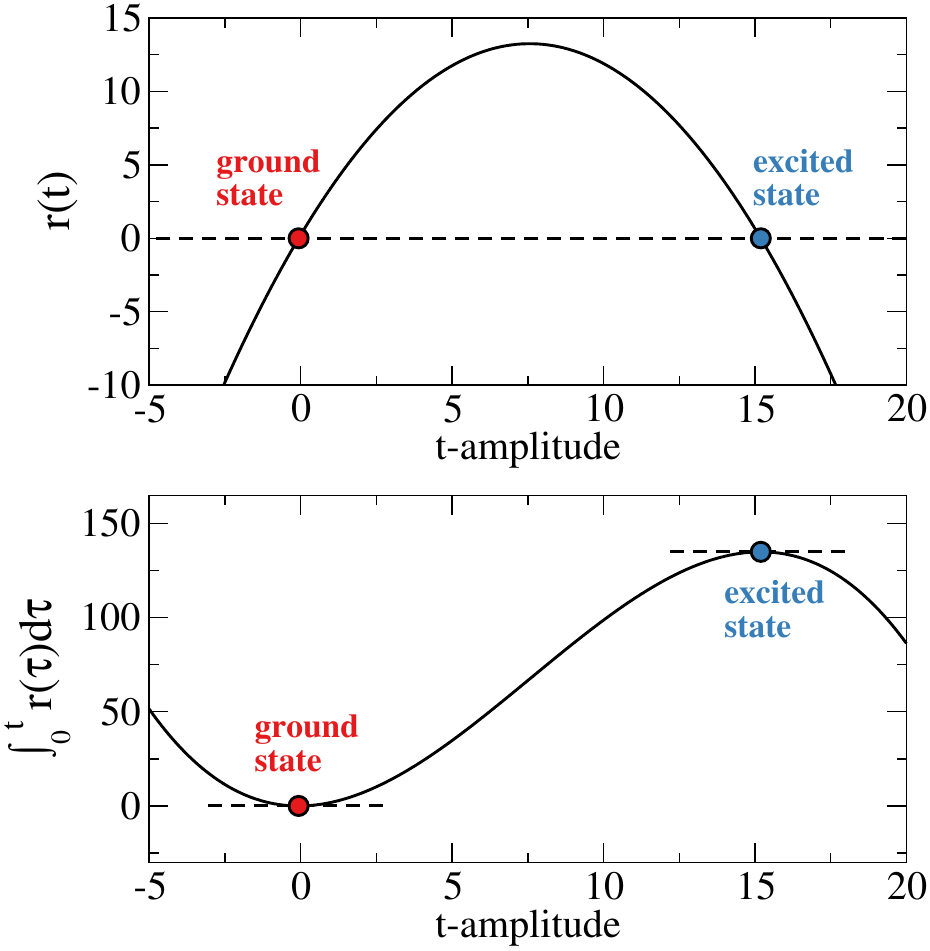 15
10
5
0
-5
-10
r(t)
ground
state
excited
state
-5 0 5 10 15 20
t-amplitude
150
100
50
0
∫₀ᵗ r(τ)dτ
excited
state
ground
state
-5 0 5 10 15 20
t-amplitude